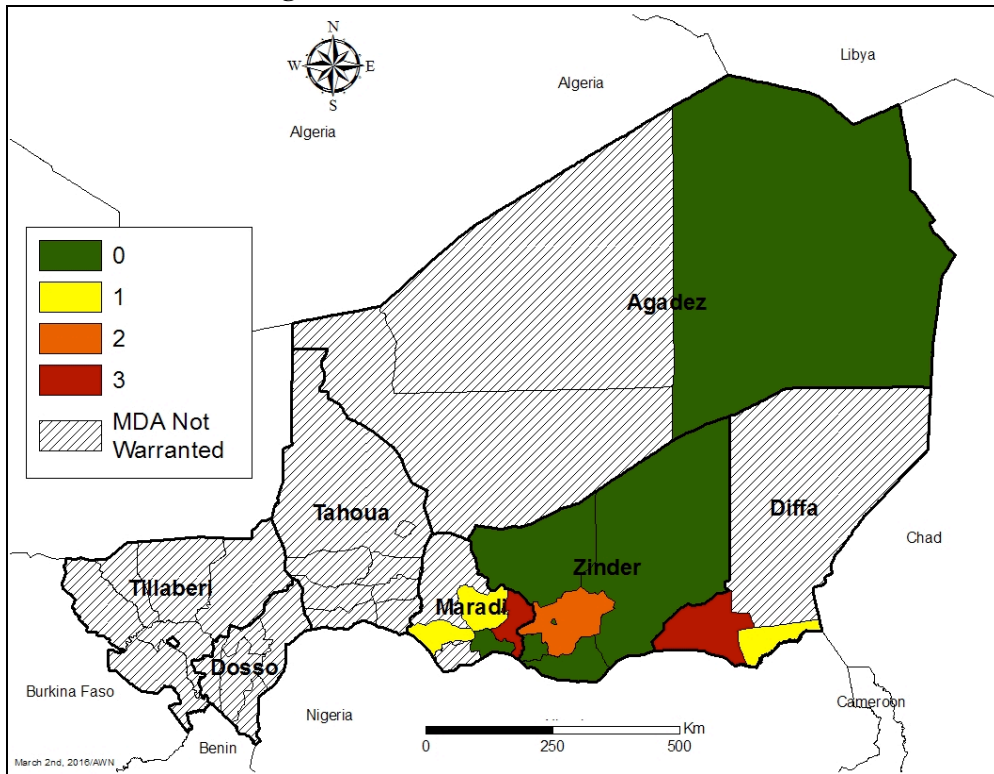 N
W E
S
Libya
Algeria
Algeria
0
1
2
3
MDA Not
Warranted
Agadez
Tahoua
Diffa
Chad
Tillaberi
Zinder
Maradi
Dosso
Burkina Faso
Nigeria
Cameroon
Km
0 250 500
Benin
March 2nd, 2016/AWN